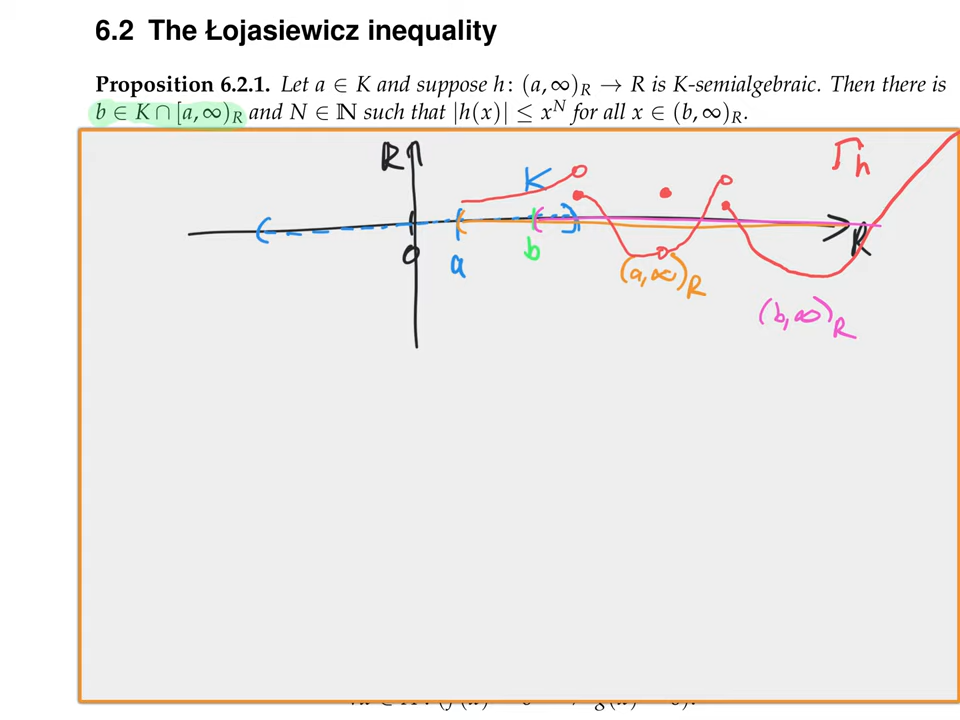 6.2 The Łojasiewicz inequality
Proposition 6.2.1. Let a ∈ K and suppose h: (a, ∞)_R → R is K-semialgebraic. Then there is
b ∈ K ∩ [a, ∞)_R and N ∈ ℕ such that |h(x)| ≤ x^N for all x ∈ (b, ∞)_R.
R
Γ_h
K
R
0
a
b
(a, ∞)_R
(b, ∞)_R